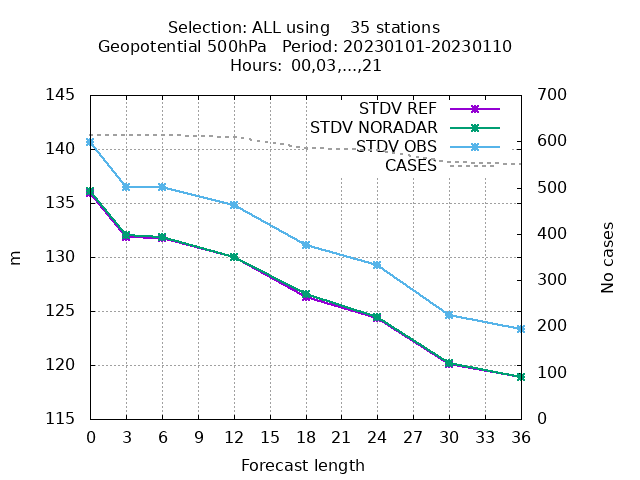 Selection: ALL using    35 stations
Geopotential 500hPa   Period: 20230101-20230110
Hours: 00,03,...,21
145 700
STDV REF
140 600
STDV NORADAR
STDV OBS
CASES
135 500
130 400
125 300
120 200
115 100
0
m
No cases
0 3 6 9 12 15 18 21 24 27 30 33 36
Forecast length